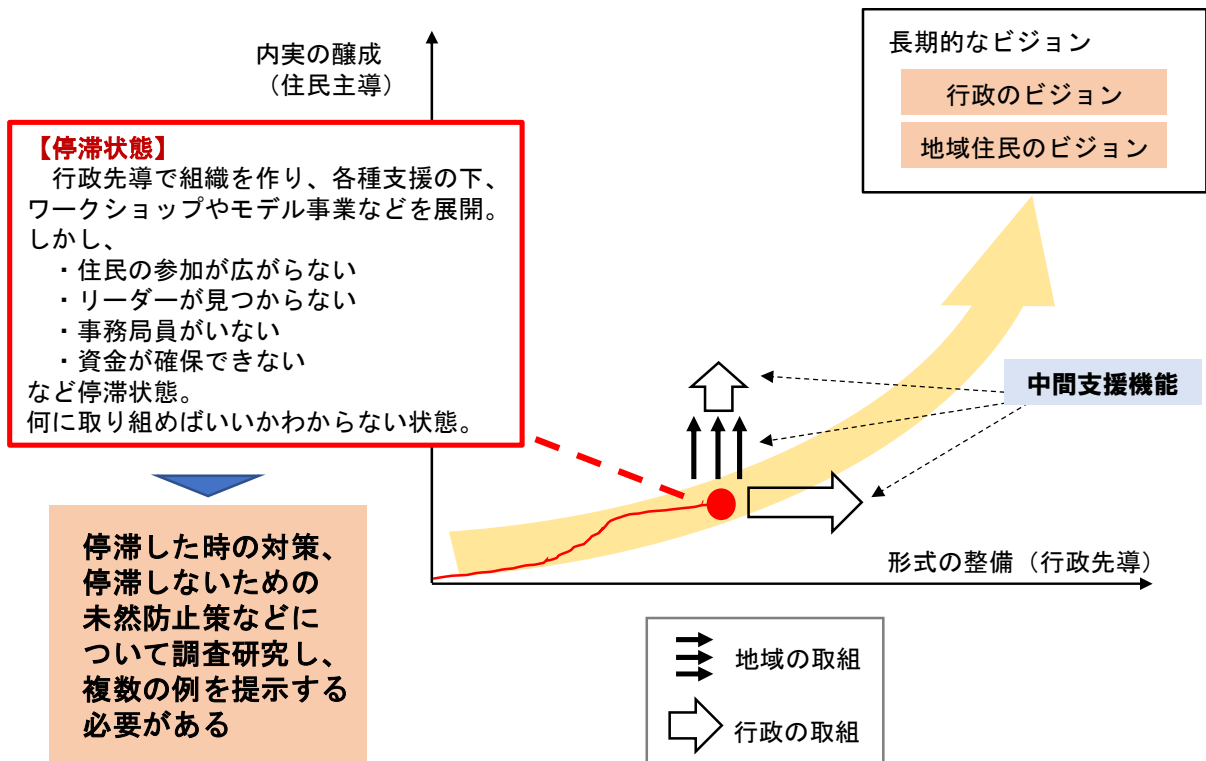 内実の醸成
（住民主導）
長期的なビジョン
行政のビジョン
地域住民のビジョン
【停滞状態】
　行政先導で組織を作り、各種支援の下、
ワークショップやモデル事業などを展開。
しかし、
　・住民の参加が広がらない
　・リーダーが見つからない
　・事務局員がいない
　・資金が確保できない
など停滞状態。
何に取り組めばいいかわからない状態。
中間支援機能
停滞した時の対策、
停滞しないための
未然防止策などに
ついて調査研究し、
複数の例を提示する
必要がある
形式の整備（行政先導）
地域の取組
行政の取組